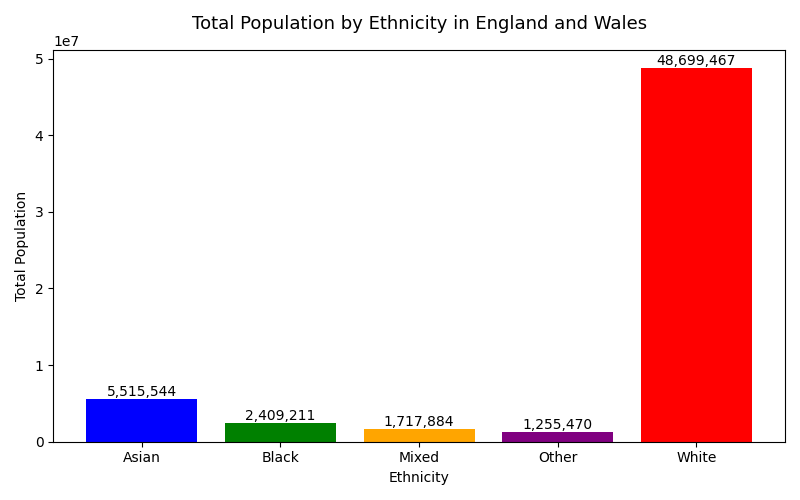 Total Population by Ethnicity in England and Wales
1e7
5
4
3
2
1
0
Total Population
48,699,467
5,515,544
2,409,211
1,717,884
1,255,470
Asian Black Mixed Other White
Ethnicity